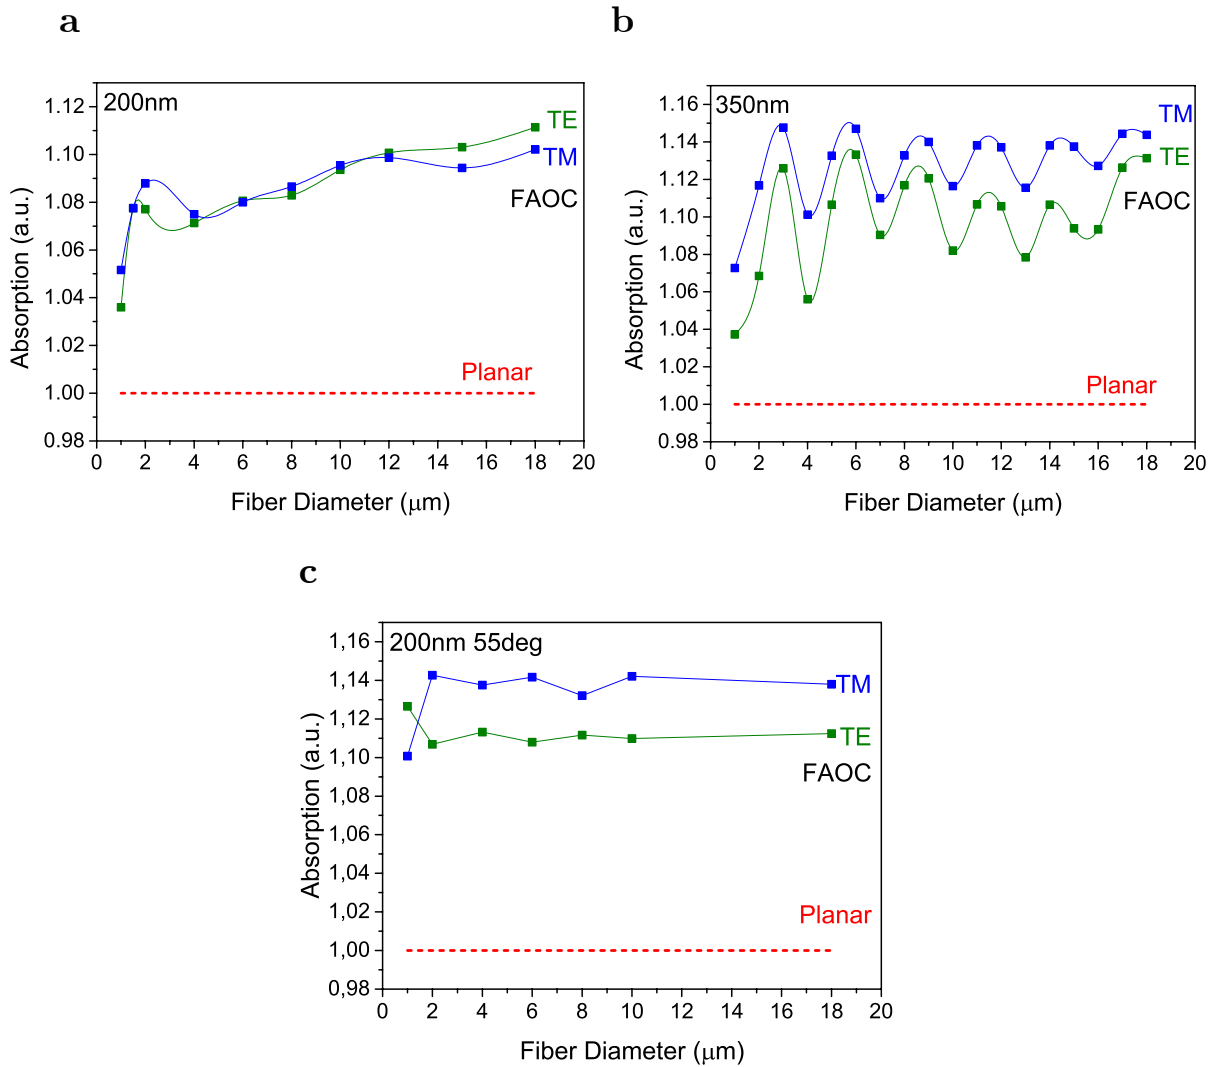 a
200nm
TE
TM
FAOC
Planar
Absorption (a.u.)
1.12
1.10
1.08
1.06
1.04
1.02
1.00
0.98
0 2 4 6 8 10 12 14 16 18 20
Fiber Diameter (μm)
b
350nm
TM
TE
FAOC
Planar
Absorption (a.u.)
1.16
1.14
1.12
1.10
1.08
1.06
1.04
1.02
1.00
0.98
0 2 4 6 8 10 12 14 16 18 20
Fiber Diameter (μm)
c
200nm 55deg
TM
TE
FAOC
Planar
Absorption (a.u.)
1,16
1,14
1,12
1,10
1,08
1,06
1,04
1,02
1,00
0,98
0 2 4 6 8 10 12 14 16 18 20
Fiber Diameter (μm)